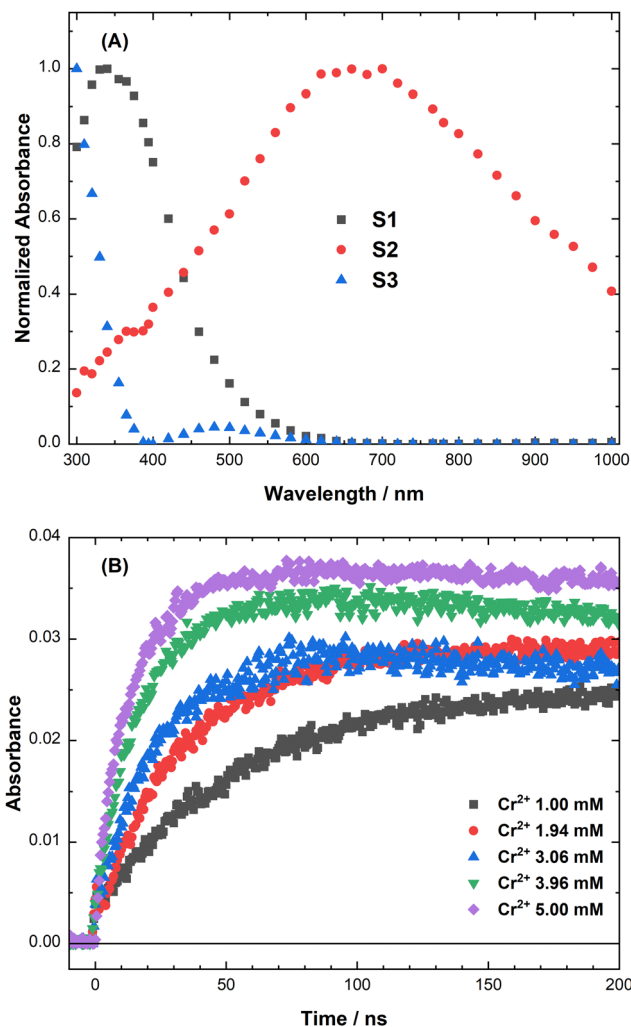 (A)
1.0
0.8
0.6
0.4
0.2
0.0
Normalized Absorbance
S1
S2
S3
300 400 500 600 700 800 900 1000
Wavelength / nm
(B)
0.04
0.03
0.02
0.01
0.00
Absorbance
Cr²⁺ 1.00 mM
Cr²⁺ 1.94 mM
Cr²⁺ 3.06 mM
Cr²⁺ 3.96 mM
Cr²⁺ 5.00 mM
0 50 100 150 200
Time / ns